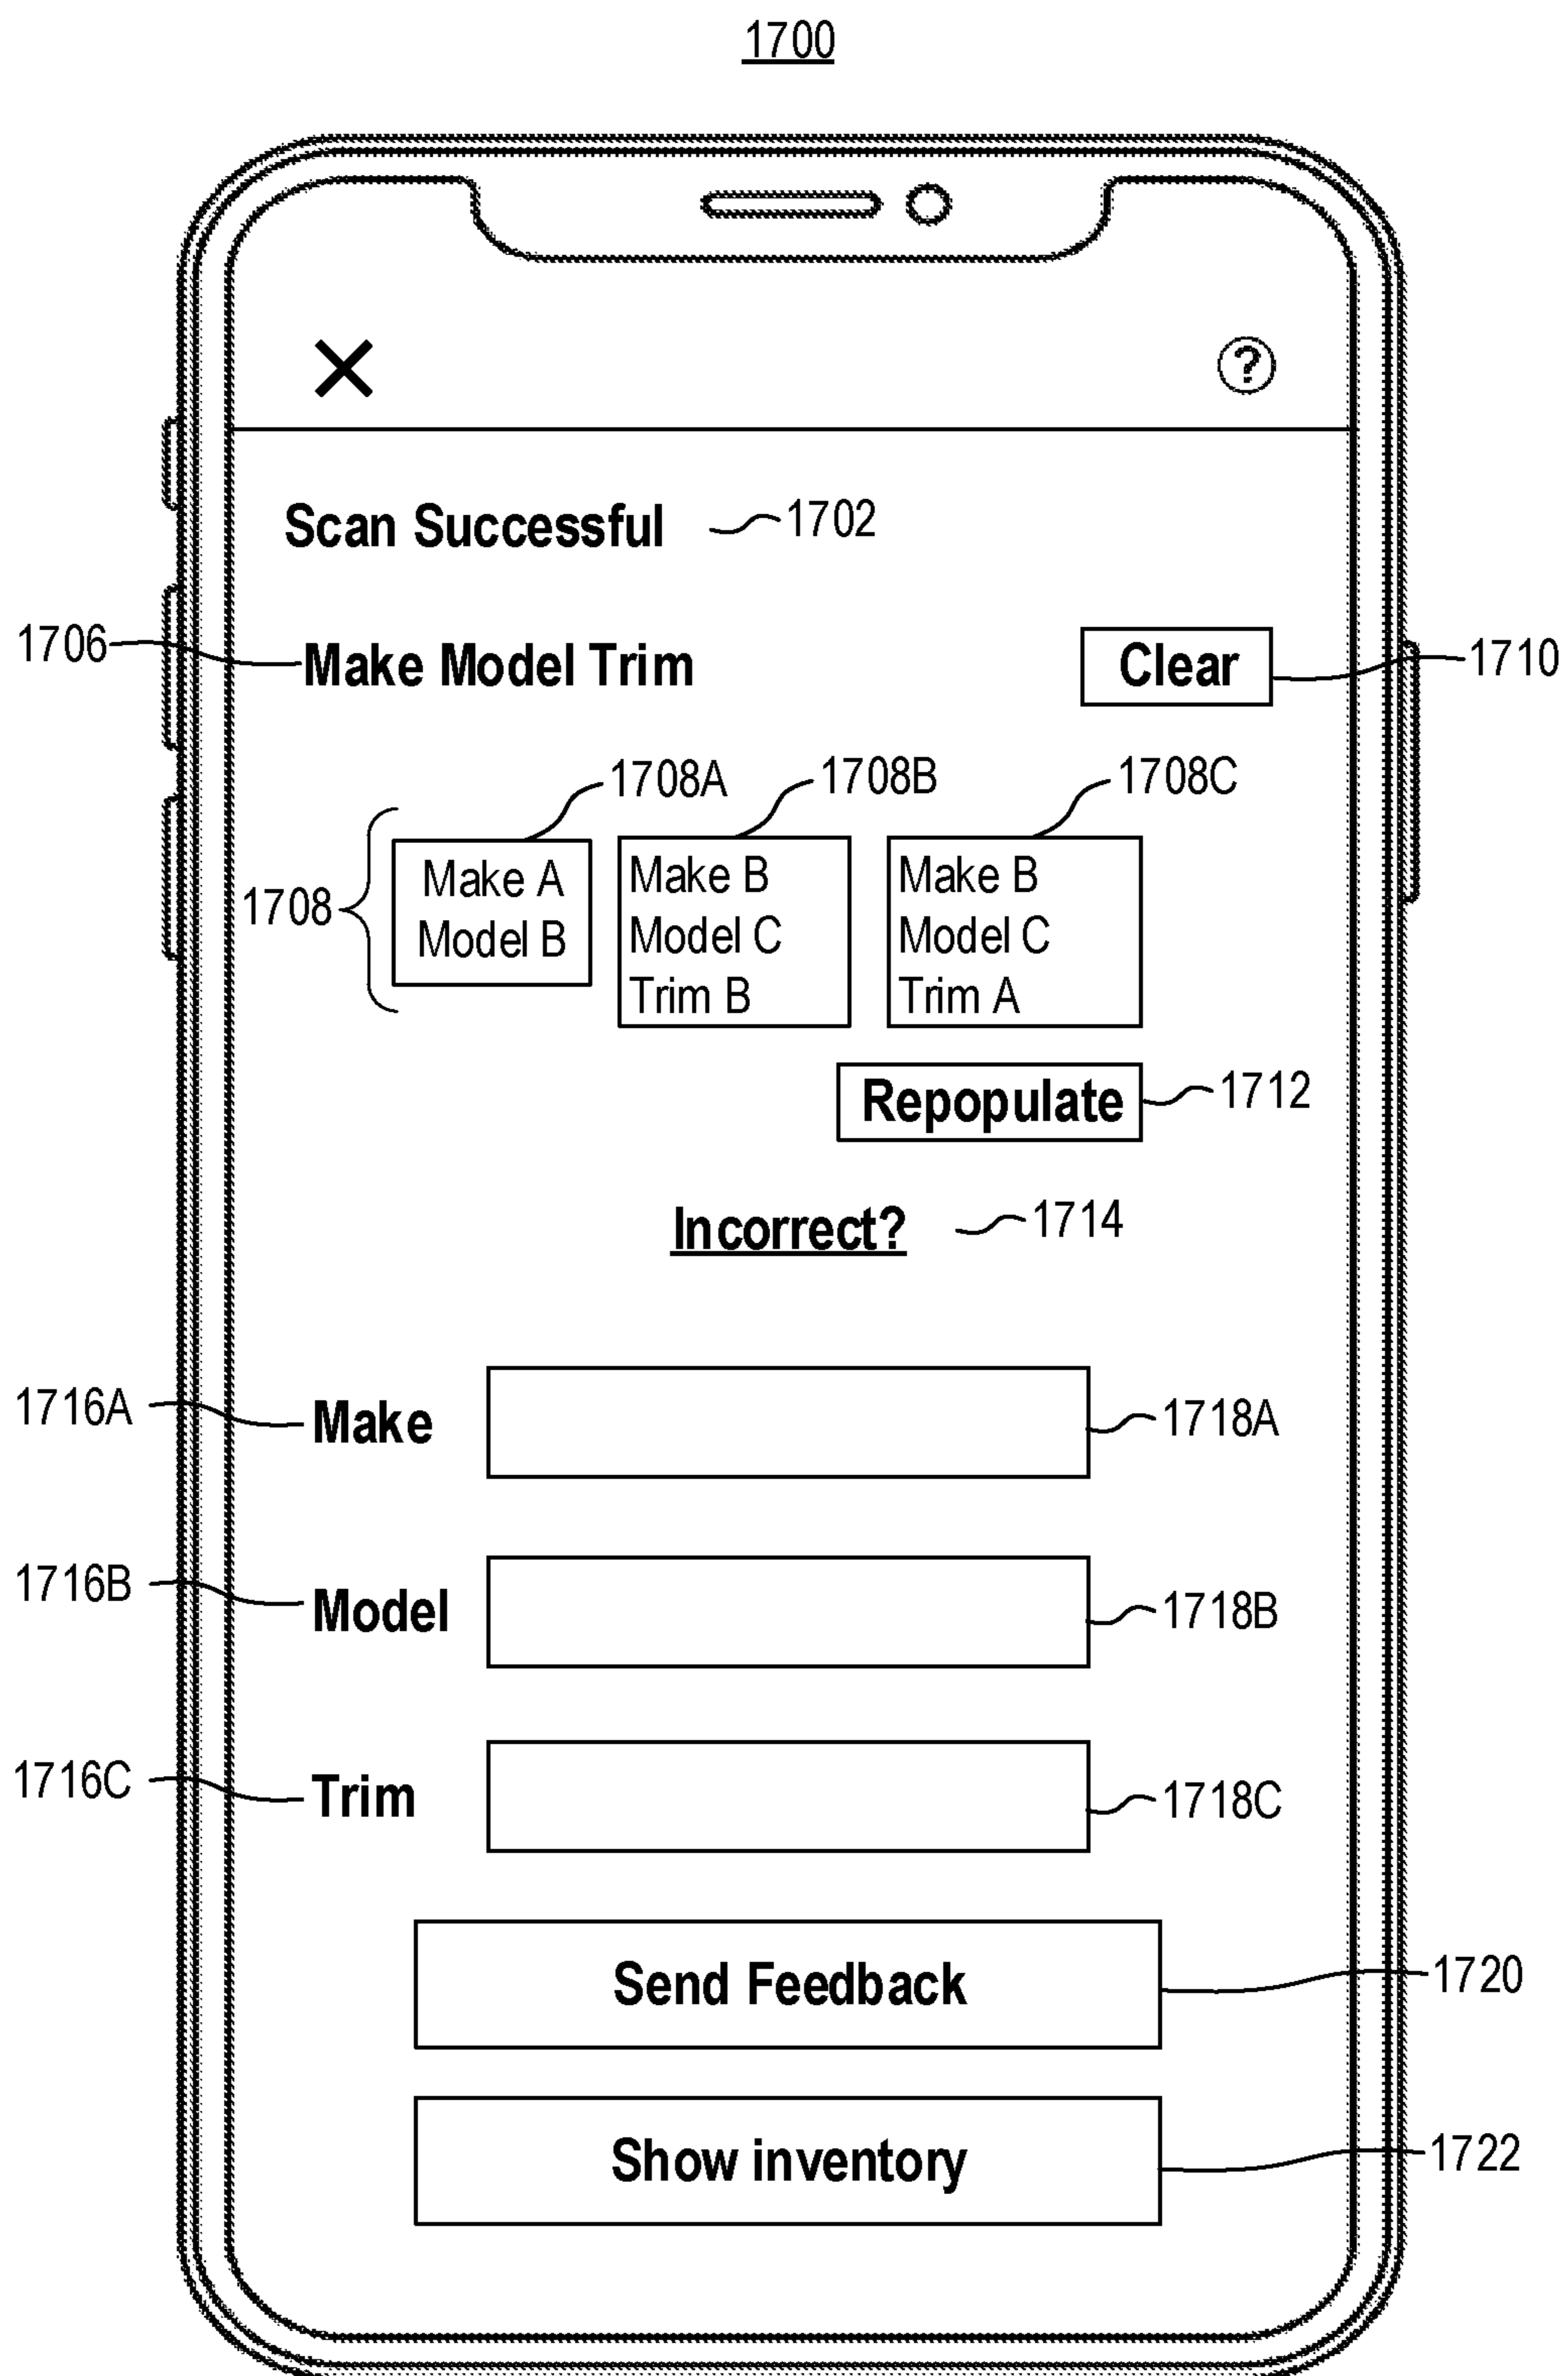 1700
?
Scan Successful 1702
1706 Make Model Trim Clear 1710
1708A 1708B 1708C
1708
Make A
Model B
Make B
Model C
Trim B
Make B
Model C
Trim A
Repopulate 1712
Incorrect? 1714
1716A Make 1718A
1716B Model 1718B
1716C Trim 1718C
Send Feedback 1720
Show inventory 1722